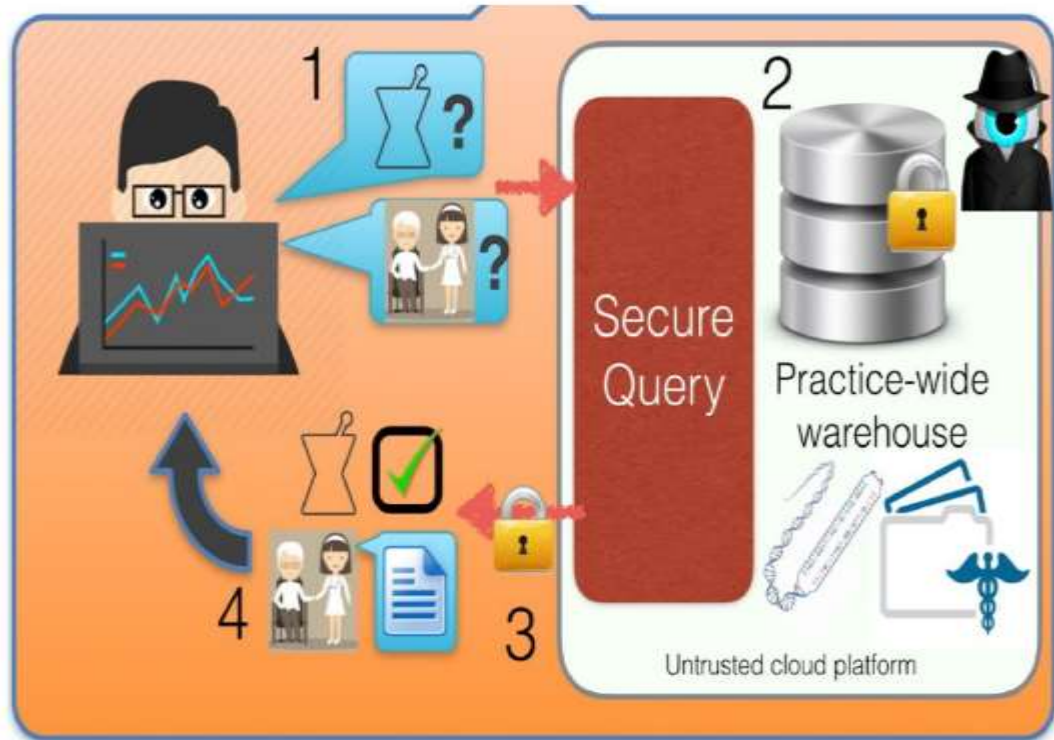 1
?
?
2
Secure
Query
Practice-wide
warehouse
4
3
Untrusted cloud platform